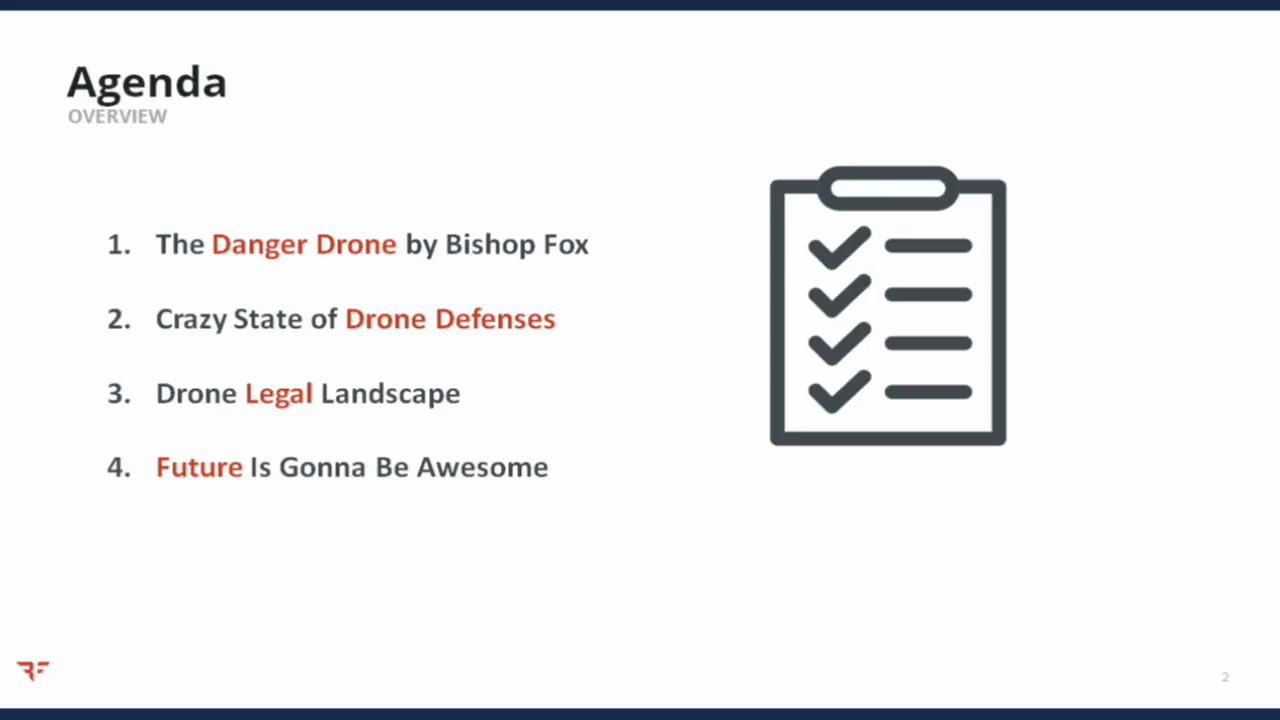 Agenda
OVERVIEW
1. The Danger Drone by Bishop Fox
2. Crazy State of Drone Defenses
3. Drone Legal Landscape
4. Future Is Gonna Be Awesome
2